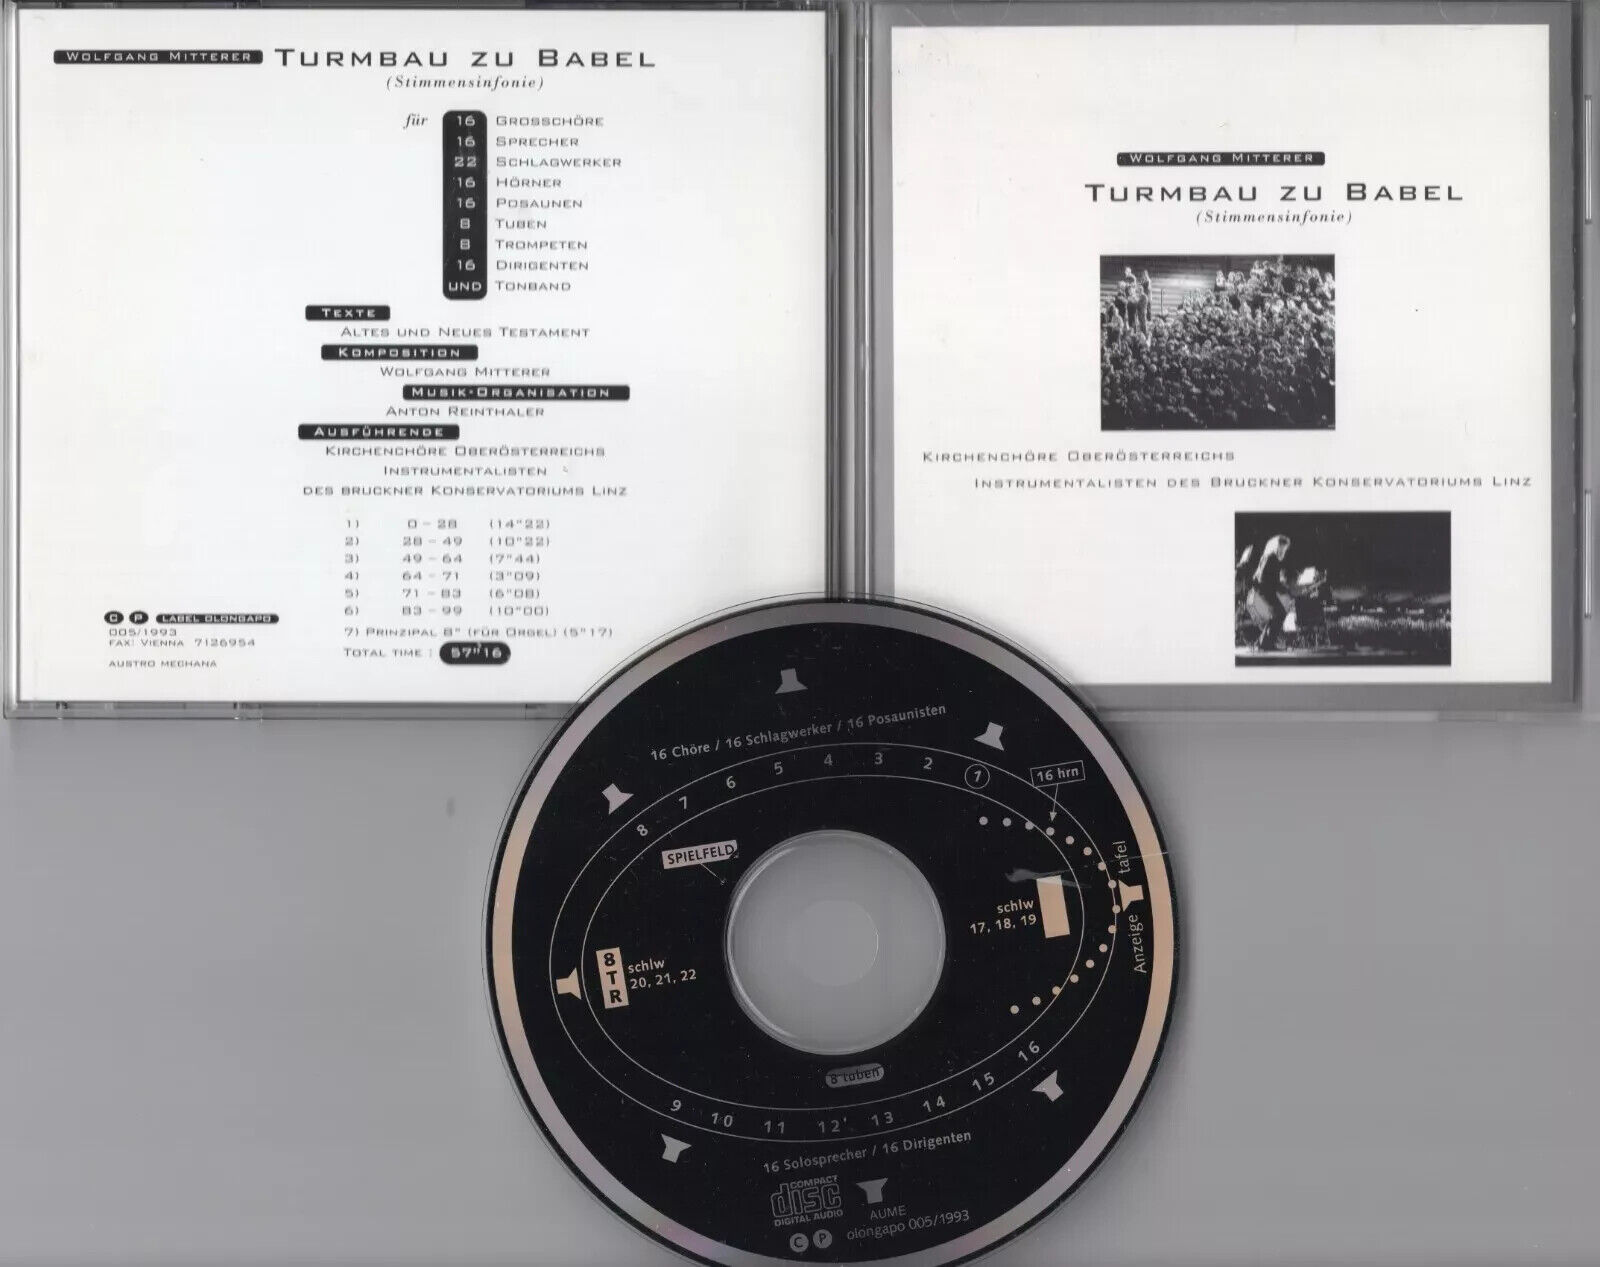 WOLFGANG MITTERER TURMBAU ZU BABEL
(Stimmensinfonie)
für 16 GROSSCHÖRE
16 SPRECHER
22 SCHLAGWERKER
16 HÖRNER
16 POSAUNEN
8 TUBEN
8 TROMPETEN
16 DIRIGENTEN
UND TONBAND
TEXTE
ALTES UND NEUES TESTAMENT
KOMPOSITION
WOLFGANG MITTERER
MUSIK-ORGANISATION
ANTON REINTHALER
AUSFÜHRENDE
KIRCHENCHÖRE OBERÖSTERREICHS
INSTRUMENTALISTEN
DES BRUCKNER KONSERVATORIUMS LINZ
1) 0 – 28 (14"22)
2) 28 – 49 (10"22)
3) 49 – 64 (7"44)
4) 64 – 71 (3"09)
5) 71 – 83 (6"08)
6) 83 – 99 (10"00)
7) PRINZIPAL 8" (FÜR ORGEL) (5"17)
TOTAL TIME : 57"16
C P LABEL OLONGAPO
005/1993
FAX: VIENNA 7126954
AUSTRO MECHANA
WOLFGANG MITTERER
TURMBAU ZU BABEL
(Stimmensinfonie)
KIRCHENCHÖRE OBERÖSTERREICHS
INSTRUMENTALISTEN DES BRUCKNER KONSERVATORIUMS LINZ
16 Chöre / 16 Schlagwerker / 16 Posaunisten
8 7 6 5 4 3 2 1
16 hrn
SPIELFELD
Anzeige tafel
schlw
17, 18, 19
8 TR
schlw
20, 21, 22
8 tuben
9 10 11 12 13 14 15 16
16 Solosprecher / 16 Dirigenten
COMPACT
disc
DIGITAL AUDIO
AUME
C P olongapo 005/1993